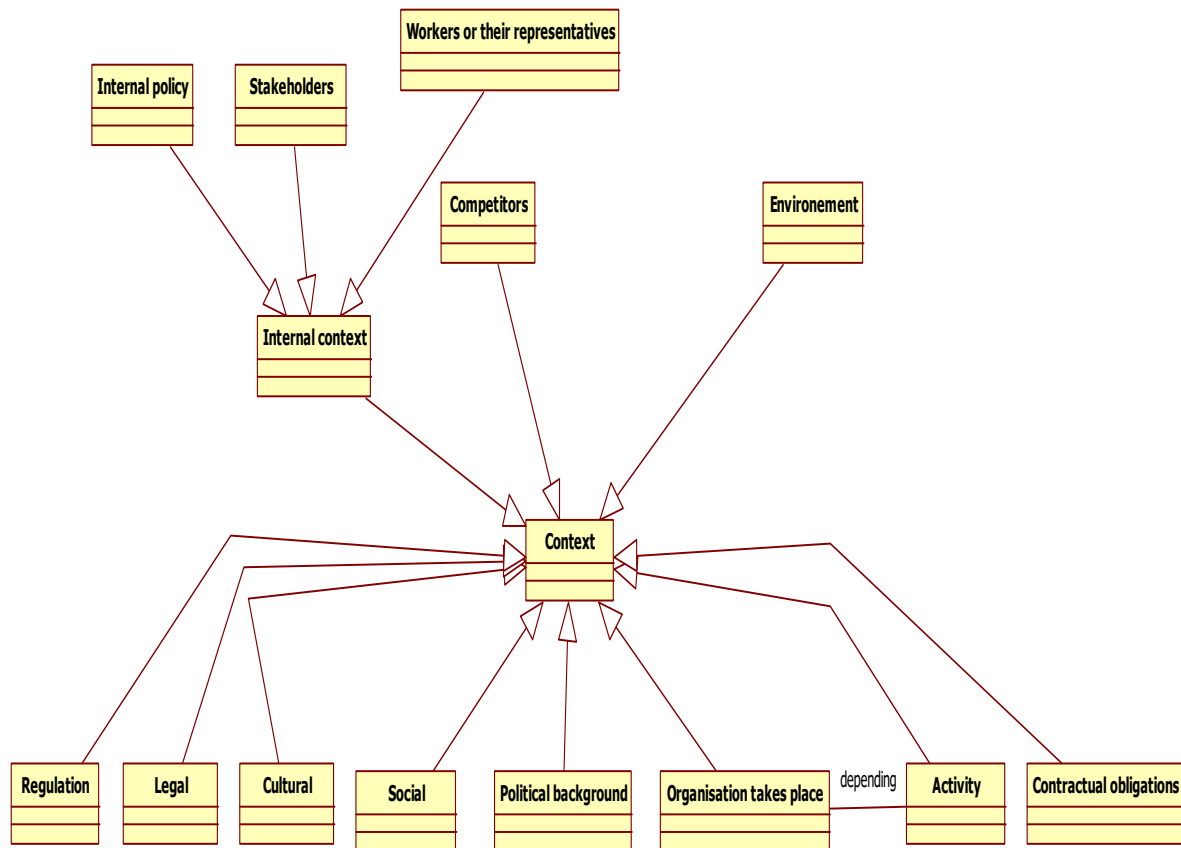 Workers or their representatives
Internal policy
Stakeholders
Competitors
Environement
Internal context
Context
Regulation
Legal
Cultural
Social
Political background
Organisation takes place
depending
Activity
Contractual obligations